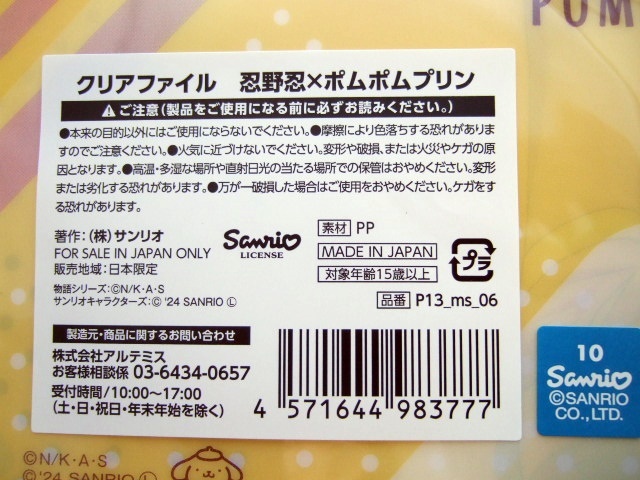 POM
クリアファイル 忍野忍×ポムポムプリン
ご注意(製品をご使用になる前に必ずお読みください。)
●本来の目的以外にはご使用にならないでください。●摩擦により色落ちする恐れがありま
すのでご注意ください。●火気に近づけないでください。変形や破損、または火災やケガの原
因となります。●高温・多湿な場所や直射日光の当たる場所での保管はおやめください。変形
または劣化する恐れがあります。●万が一破損した場合はご使用をおやめください。ケガをす
る恐れがあります。
著作:(株)サンリオ
FOR SALE IN JAPAN ONLY
販売地域:日本限定
Sanrio
LICENSE
素材 PP
MADE IN JAPAN
対象年齢15歳以上
プラ
物語シリーズ:©N/K・A・S
サンリオキャラクターズ:© '24 SANRIO Ⓛ
品番 P13_ms_06
製造元・商品に関するお問い合わせ
株式会社アルテミス
お客様相談係 03-6434-0657
受付時間/10:00〜17:00
(土・日・祝日・年末年始を除く)
4 571644 983777
10
Sanrio
©SANRIO
CO.,LTD.
©N/K・A・S
© '24 SANRIO Ⓛ